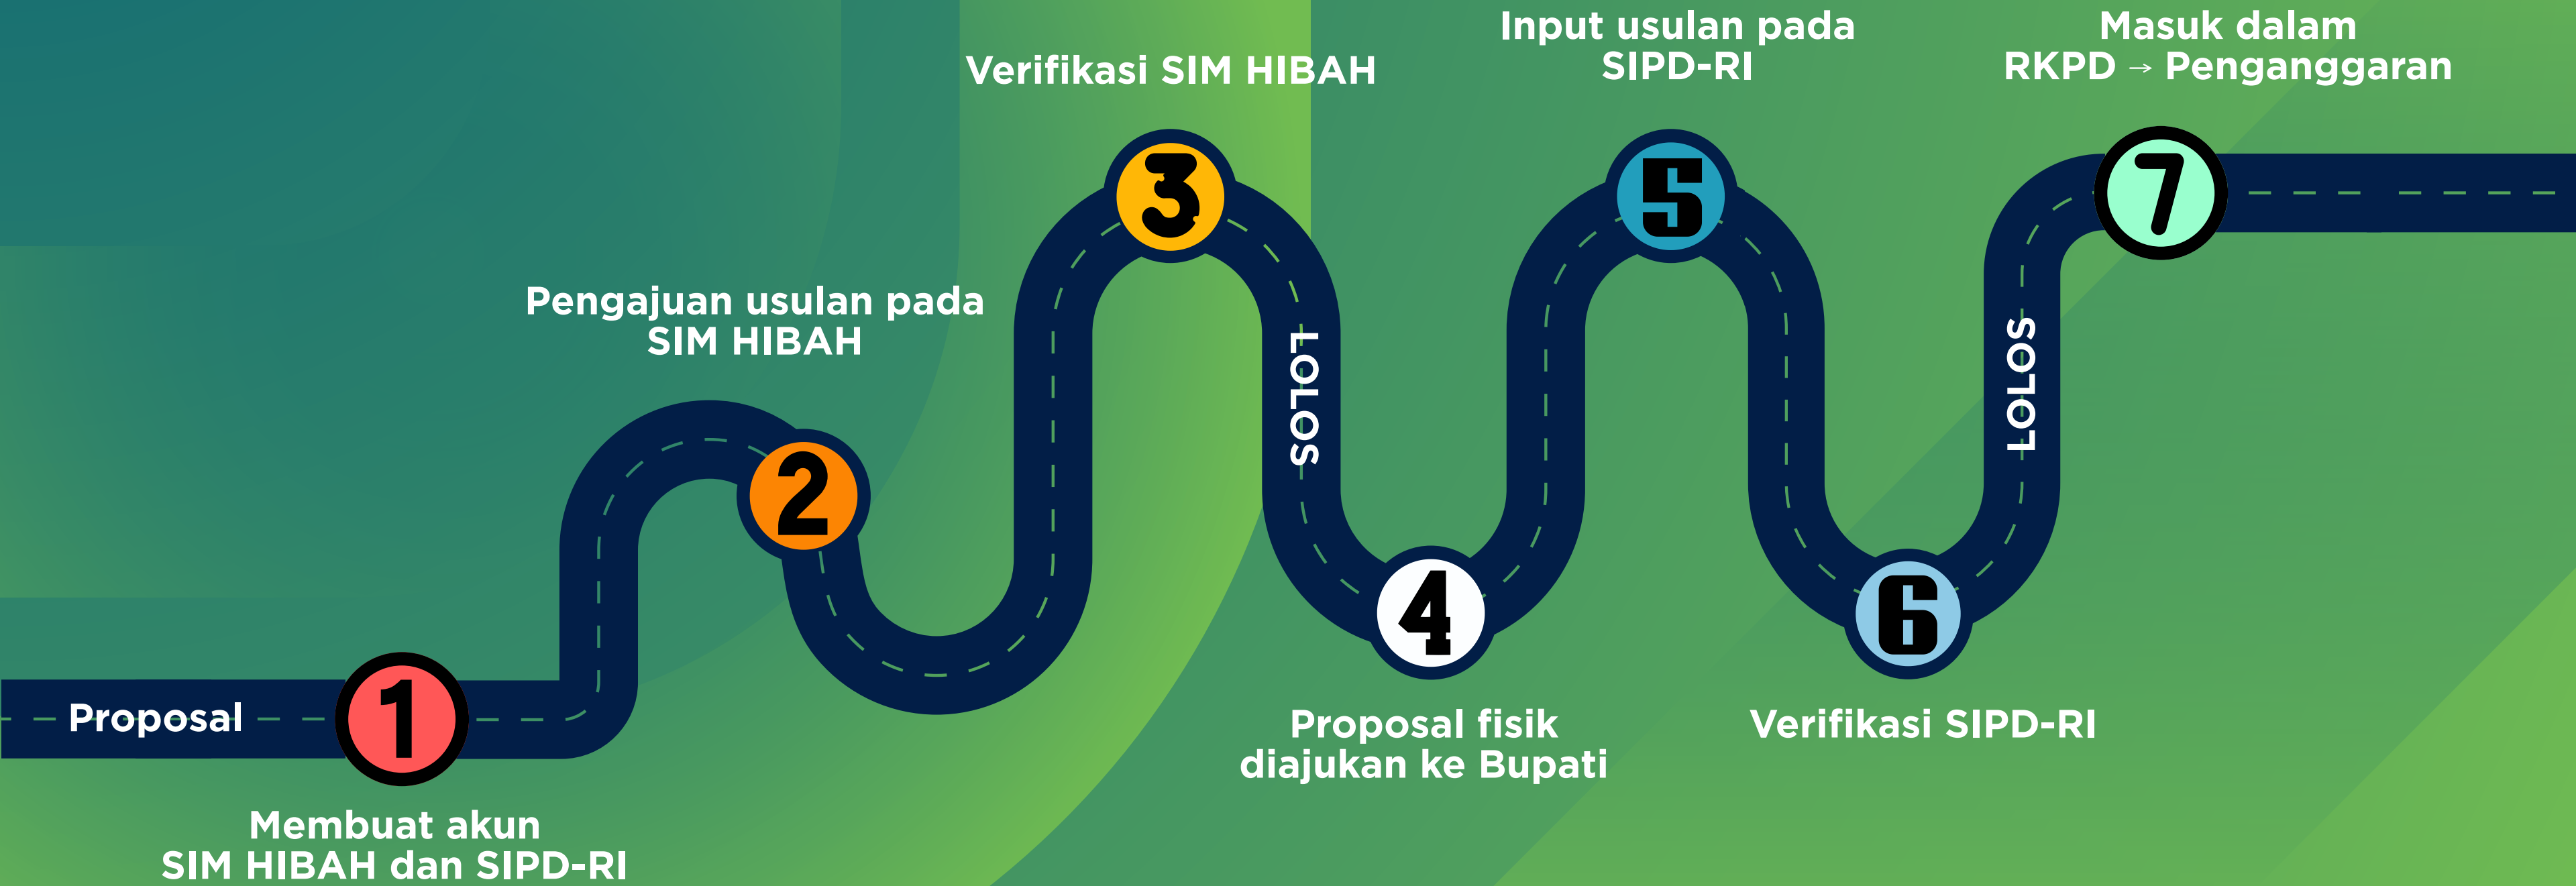 Proposal
1
Membuat akun
SIM HIBAH dan SIPD-RI
Pengajuan usulan pada
SIM HIBAH
2
Verifikasi SIM HIBAH
3
LOLOS
4
Proposal fisik
diajukan ke Bupati
Input usulan pada
SIPD-RI
5
6
Verifikasi SIPD-RI
LOLOS
Masuk dalam
RKPD → Penganggaran
7